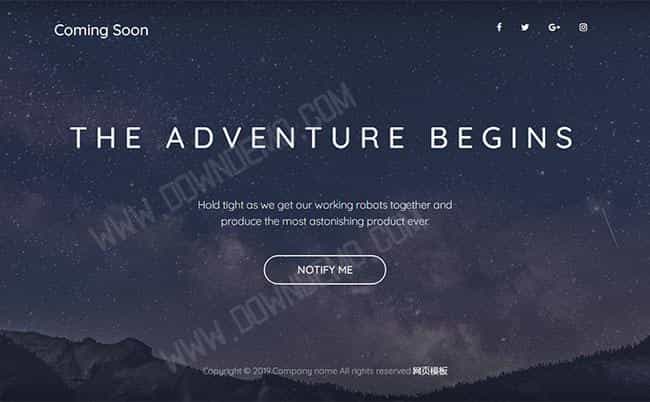 Coming Soon
THE ADVENTURE BEGINS
Hold tight as we get our working robots together and
produce the most astonishing product ever.
NOTIFY ME
Copyright © 2019.Company name All rights reserved.网页模板
WWW.DOWNDEMO.COM
WWW.DOWNDEMO.COM